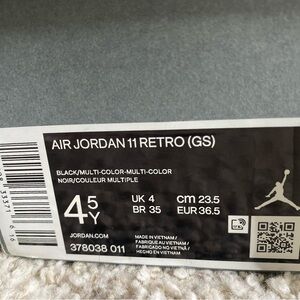 AIR JORDAN 11 RETRO (GS)
BLACK/MULTI-COLOR-MULTI-COLOR
NOIR/COULEUR MULTIPLE
4.5Y UK 4 cm 23.5
BR 35 EUR 36.5
JORDAN.COM
378038 011
MADE IN VIETNAM /
FABRIQUE AU VIETNAM /
FABRICADO NO VIETNÃ /
HECHO EN VIETNAM